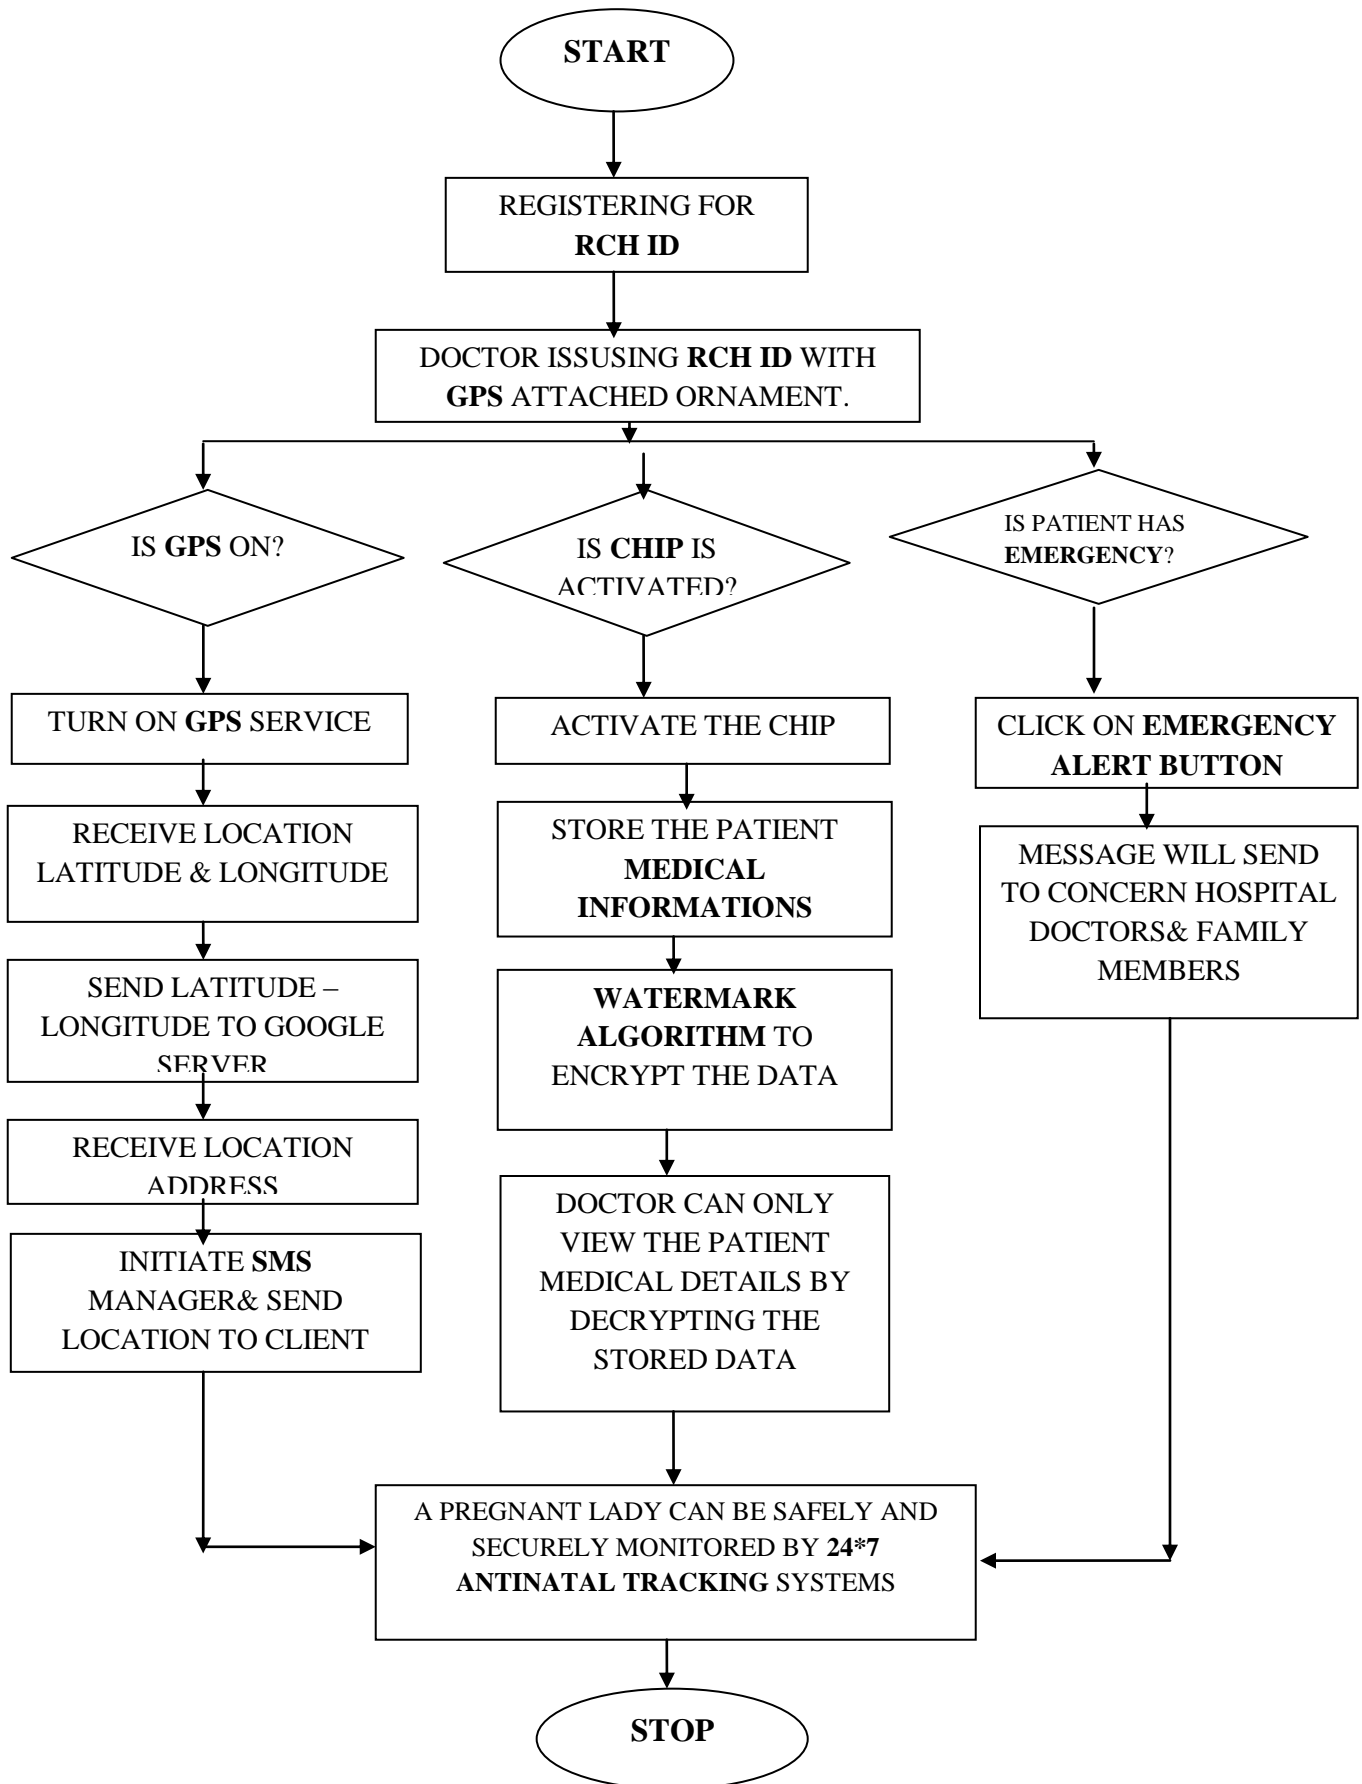 START
REGISTERING FOR
RCH ID
DOCTOR ISSUSING RCH ID WITH
GPS ATTACHED ORNAMENT.
IS GPS ON?
IS CHIP IS
ACTIVATED?
IS PATIENT HAS
EMERGENCY?
TURN ON GPS SERVICE
RECEIVE LOCATION
LATITUDE & LONGITUDE
SEND LATITUDE –
LONGITUDE TO GOOGLE
SERVER
RECEIVE LOCATION
ADDRESS
INITIATE SMS
MANAGER& SEND
LOCATION TO CLIENT
ACTIVATE THE CHIP
STORE THE PATIENT
MEDICAL
INFORMATIONS
WATERMARK
ALGORITHM TO
ENCRYPT THE DATA
DOCTOR CAN ONLY
VIEW THE PATIENT
MEDICAL DETAILS BY
DECRYPTING THE
STORED DATA
CLICK ON EMERGENCY
ALERT BUTTON
MESSAGE WILL SEND
TO CONCERN HOSPITAL
DOCTORS& FAMILY
MEMBERS
A PREGNANT LADY CAN BE SAFELY AND
SECURELY MONITORED BY 24*7
ANTINATAL TRACKING SYSTEMS
STOP